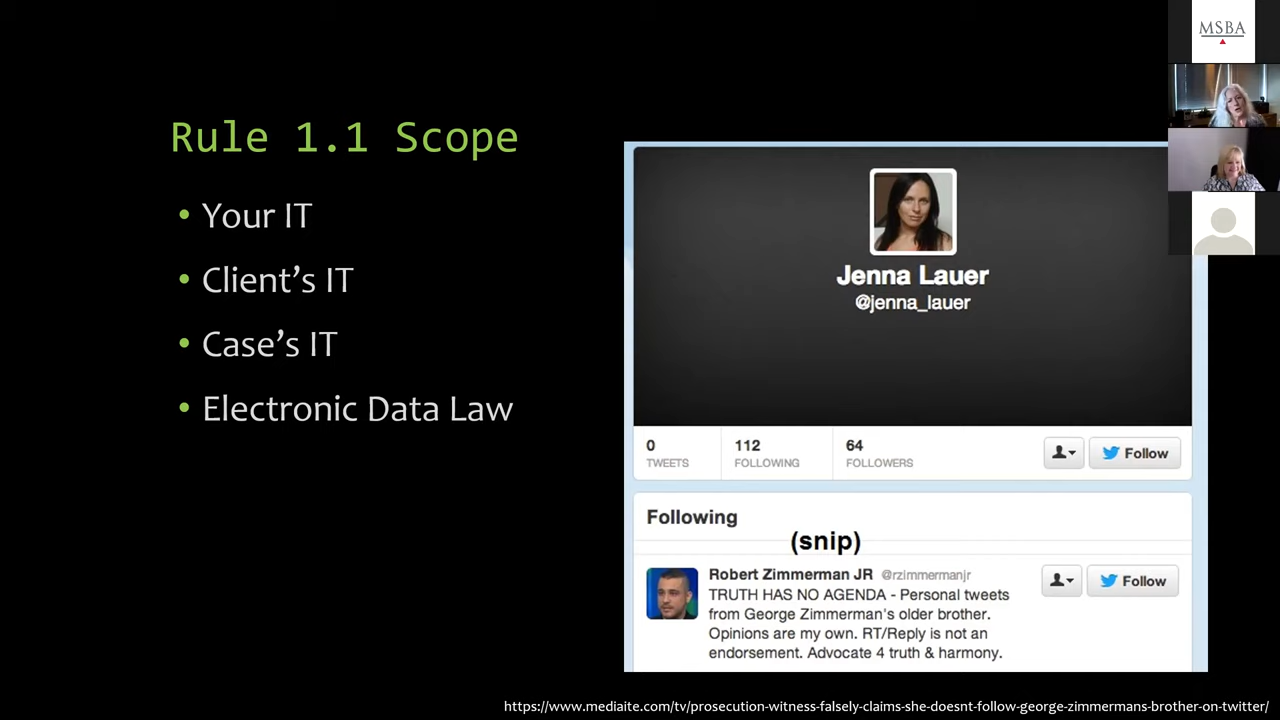 MSBA
Rule 1.1 Scope
• Your IT
• Client’s IT
• Case’s IT
• Electronic Data Law
Jenna Lauer
@jenna_lauer
0
TWEETS
112
FOLLOWING
64
FOLLOWERS
Follow
Following
(snip)
Robert Zimmerman JR @rzimmermanjr
Follow
TRUTH HAS NO AGENDA - Personal tweets
from George Zimmerman's older brother.
Opinions are my own. RT/Reply is not an
endorsement. Advocate 4 truth & harmony.
https://www.mediaite.com/tv/prosecution-witness-falsely-claims-she-doesnt-follow-george-zimmermans-brother-on-twitter/